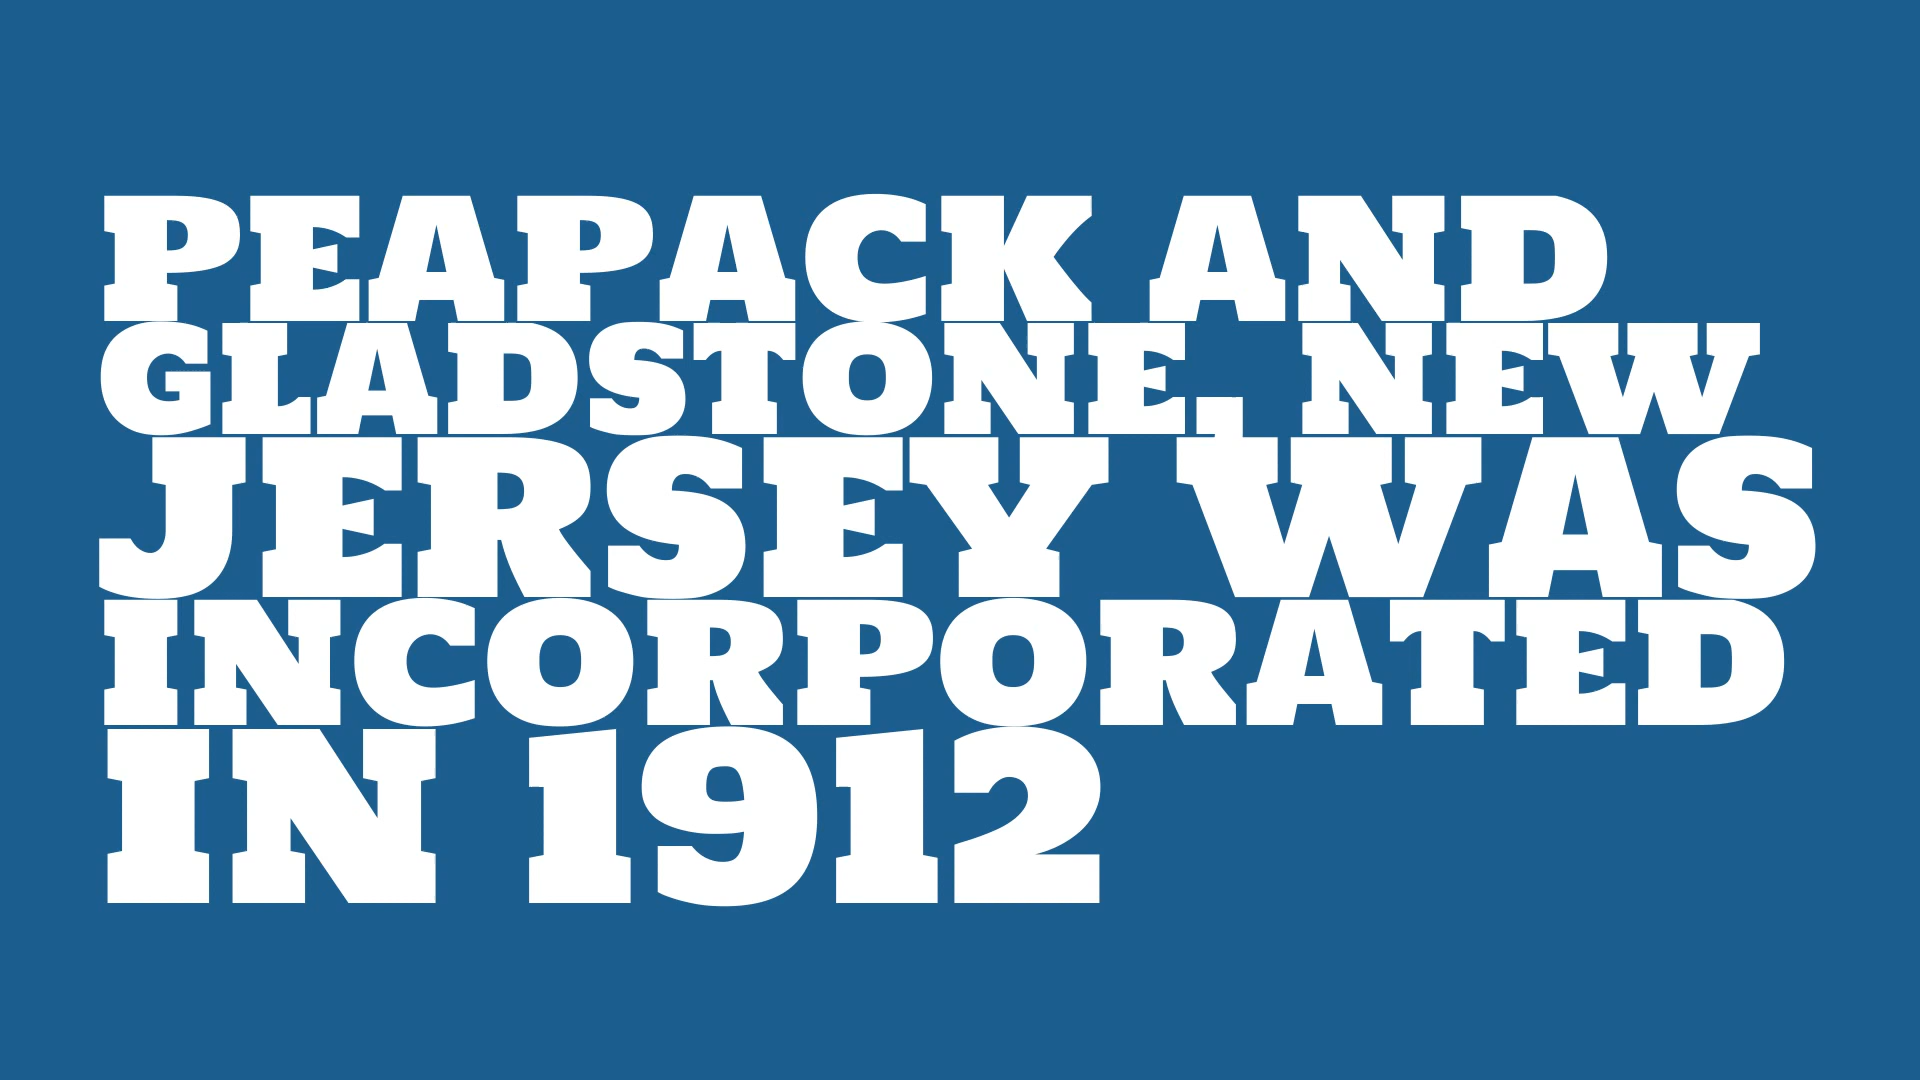 PEAPACK AND
GLADSTONE, NEW
JERSEY WAS
INCORPORATED
IN 1912